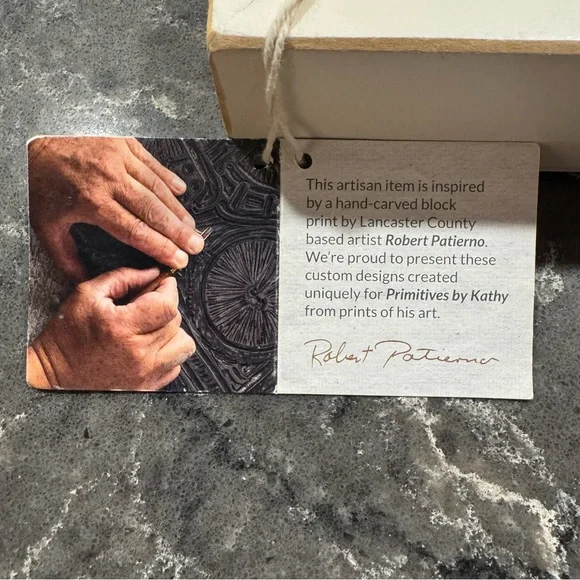 This artisan item is inspired
by a hand-carved block
print by Lancaster County
based artist Robert Patierno.
We're proud to present these
custom designs created
uniquely for Primitives by Kathy
from prints of his art.
Robert Patierno